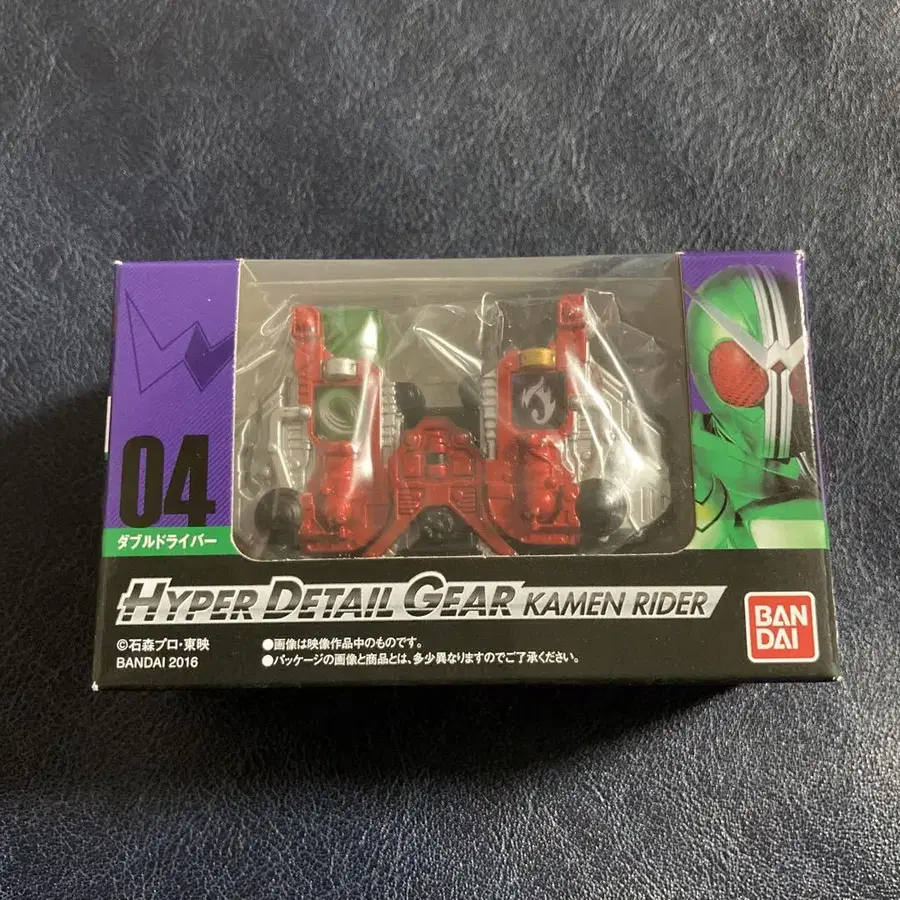 04
ダブルドライバー
HYPER DETAIL GEAR KAMEN RIDER
©石森プロ・東映
BANDAI 2016
●画像は映像作品中のものです。
●パッケージの画像と商品とは、多少異なりますのでご了承ください。
BAN
DAI